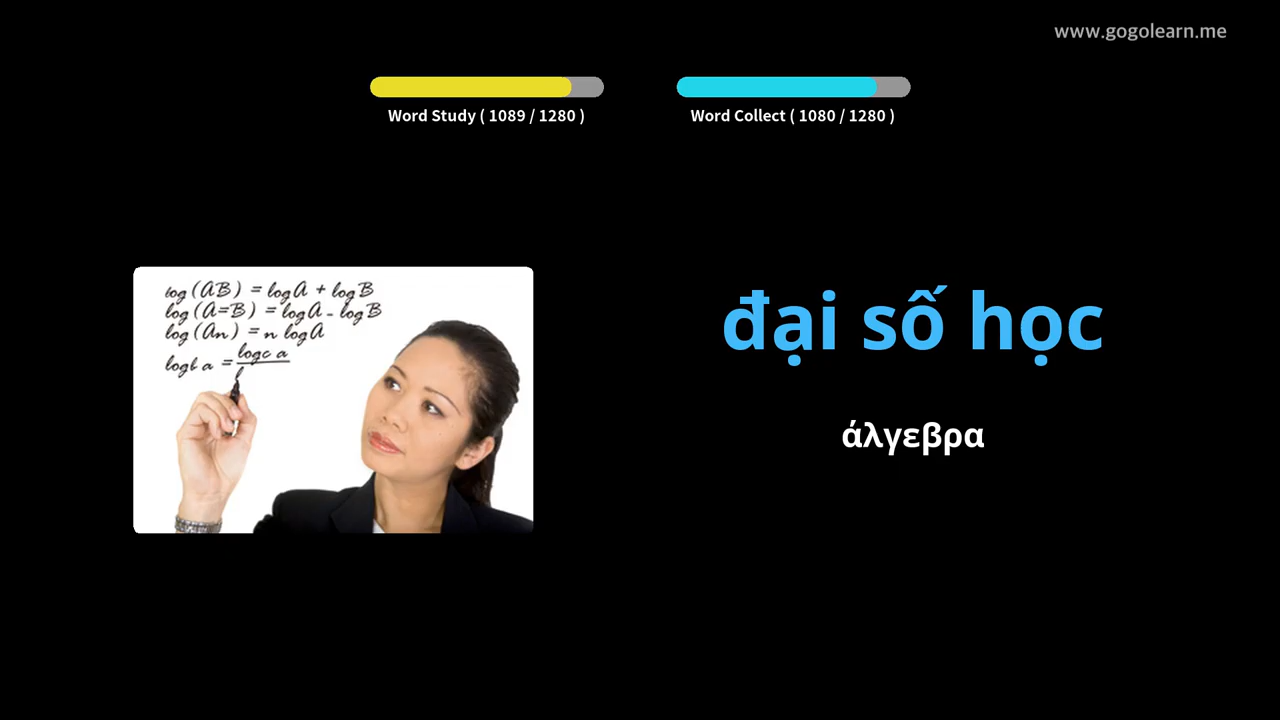 www.gogolearn.me
Word Study ( 1089 / 1280 )
Word Collect ( 1080 / 1280 )
log (AB) = log A + log B
log (A=B) = log A - log B
log (An) = n log A
logb a = logc a
đại số học
άλγεβρα